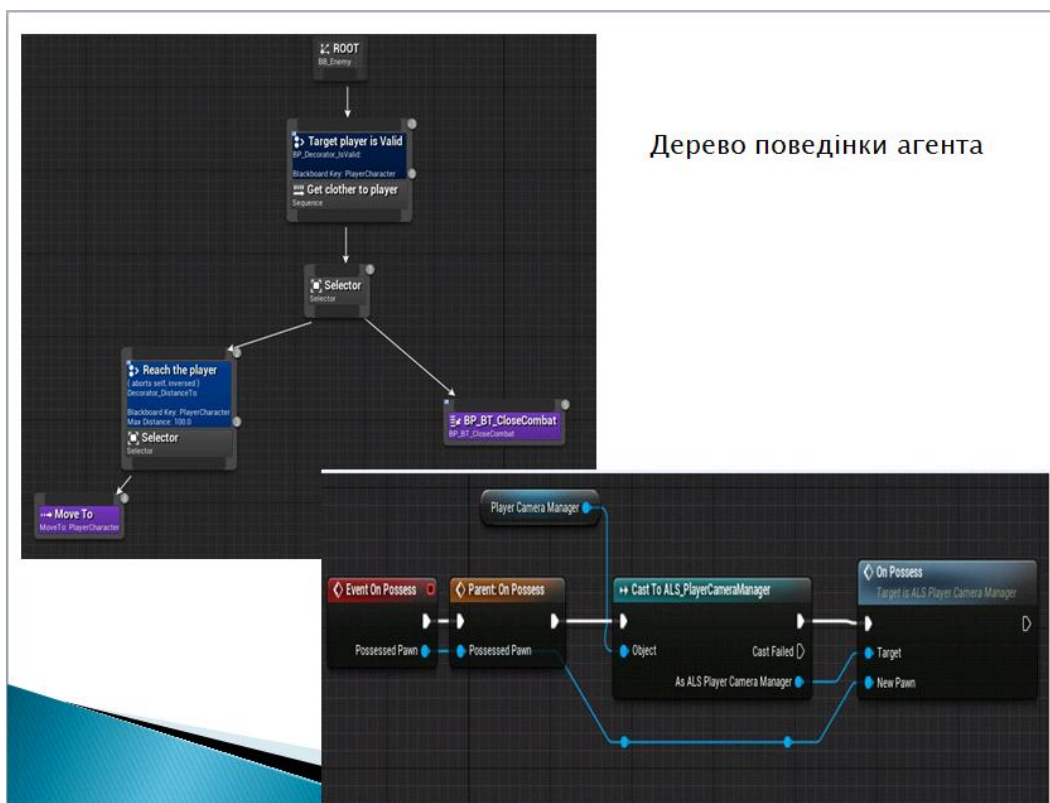 ROOT
BB_Enemy
Target player is Valid
BP_Decorator_IsValid:
Blackboard Key: PlayerCharacter
Get clother to player
Sequence
Дерево поведінки агента
Selector
Selector
Reach the player
( aborts self, inversed )
Decorator_DistanceTo:
Blackboard Key: PlayerCharacter
Max Distance: 100.0
Selector
Selector
BP_BT_CloseCombat
BP_BT_CloseCombat
Move To
MoveTo: PlayerCharacter
Player Camera Manager
Event On Possess
Possessed Pawn
Parent: On Possess
Possessed Pawn
Cast To ALS_PlayerCameraManager
Object
Cast Failed
As ALS Player Camera Manager
On Possess
Target is ALS Player Camera Manager
Target
New Pawn